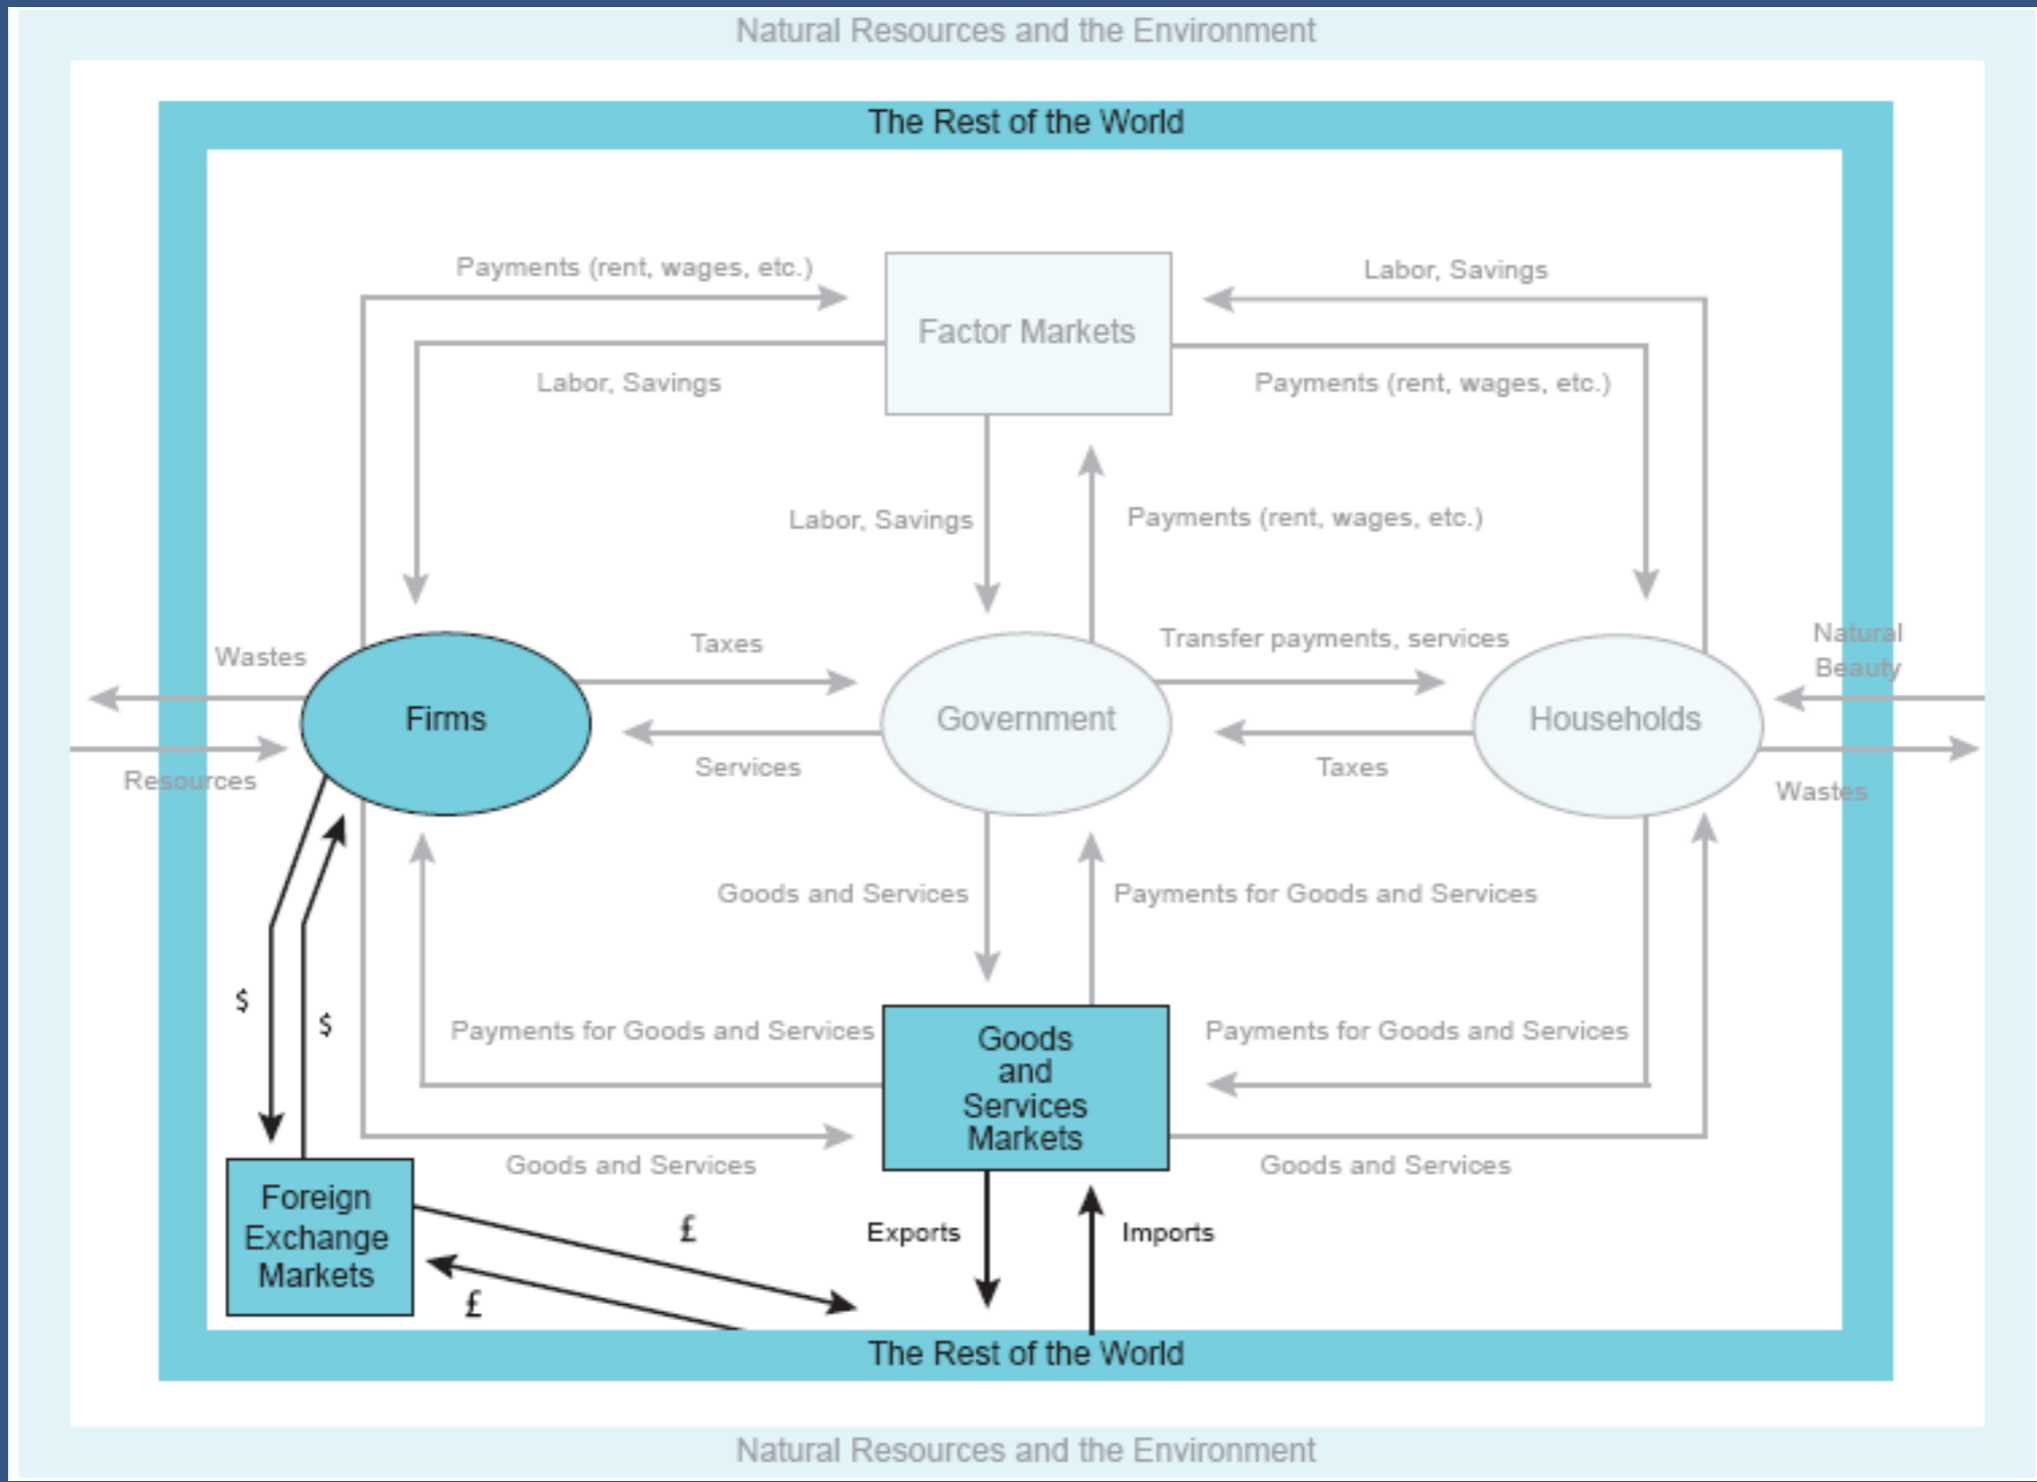 Natural Resources and the Environment
The Rest of the World
Payments (rent, wages, etc.)
Labor, Savings
Factor Markets
Labor, Savings
Payments (rent, wages, etc.)
Labor, Savings
Payments (rent, wages, etc.)
Wastes
Taxes
Transfer payments, services
Natural
Beauty
Firms
Government
Households
Resources
Services
Taxes
Wastes
Goods and Services
Payments for Goods and Services
$
$
Payments for Goods and Services
Goods
and
Services
Markets
Payments for Goods and Services
Goods and Services
Goods and Services
Foreign
Exchange
Markets
£
£
Exports
Imports
The Rest of the World
Natural Resources and the Environment